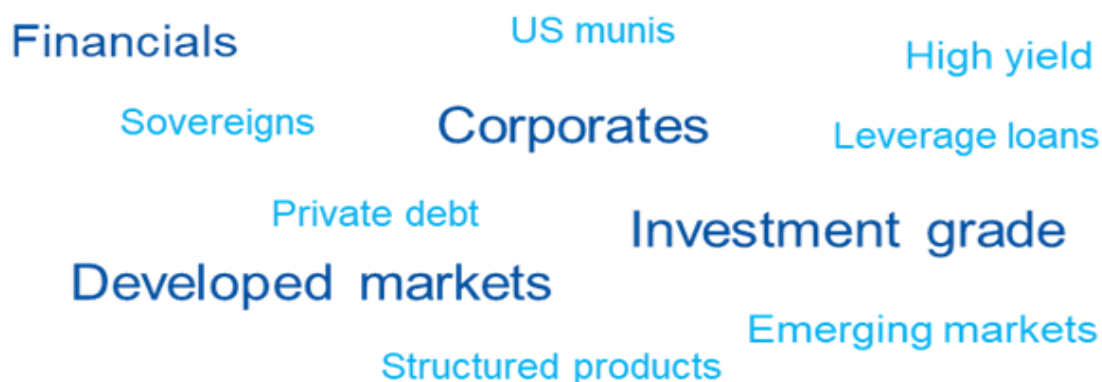 Financials
US munis
High yield
Sovereigns
Corporates
Leverage loans
Private debt
Investment grade
Developed markets
Emerging markets
Structured products